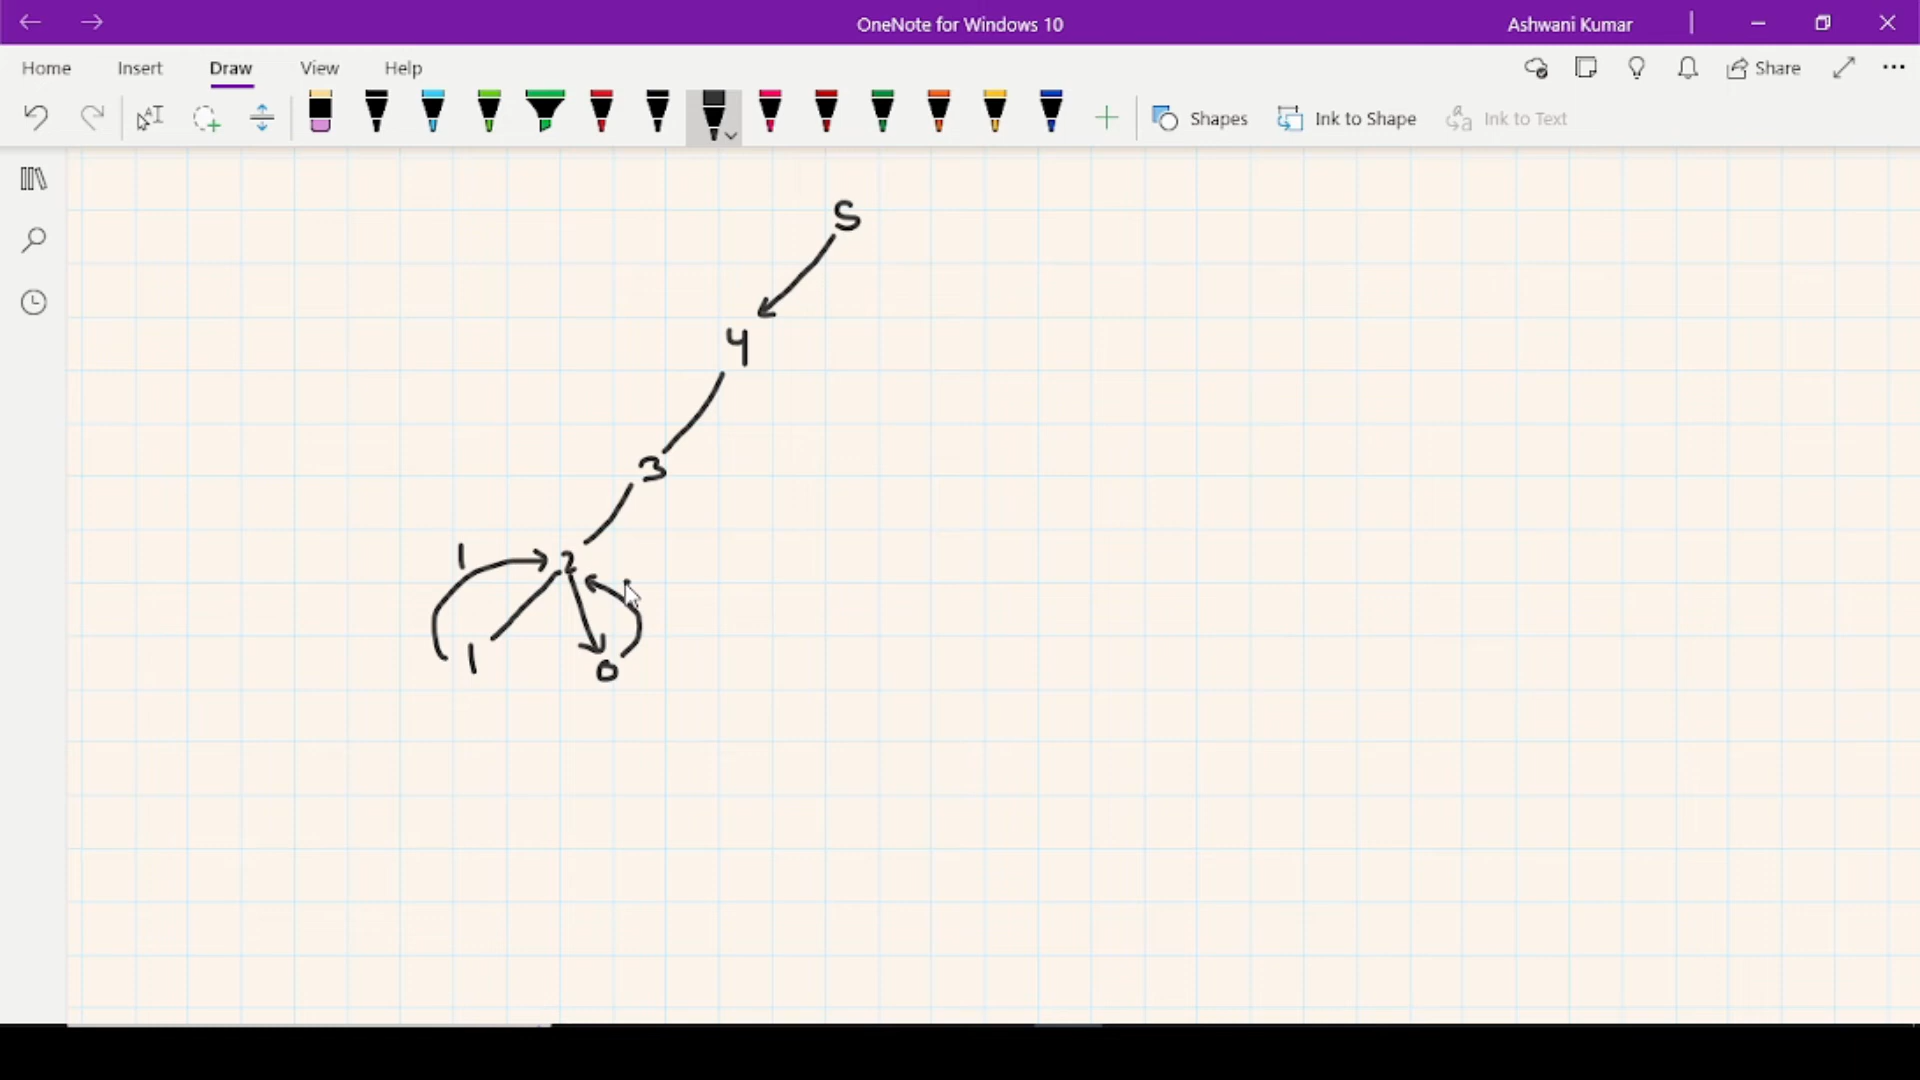 OneNote for Windows 10
Ashwani Kumar
Home Insert Draw View Help
Share
Shapes Ink to Shape Ink to Text
5
4
3
1 2
1 0